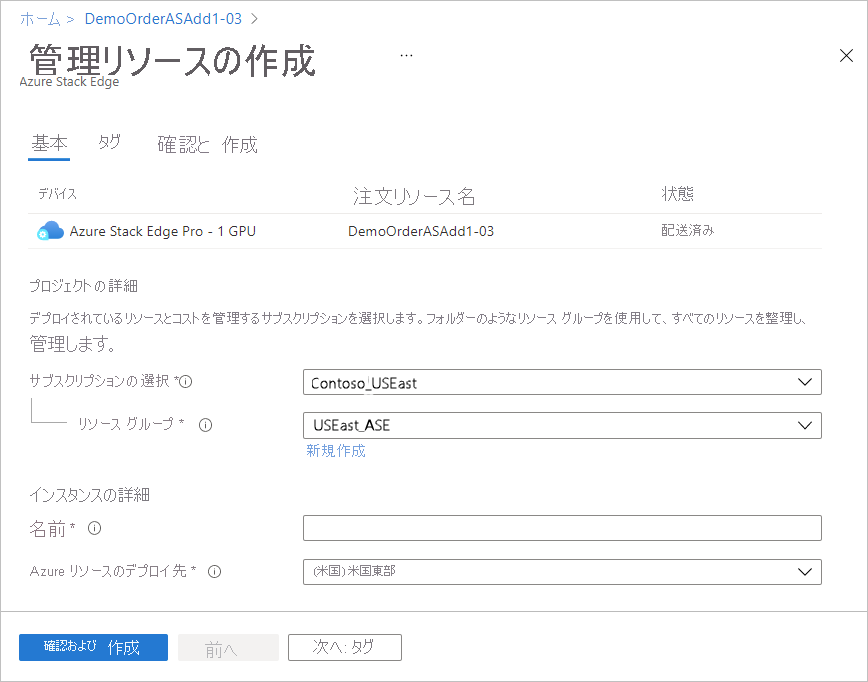 ホーム > DemoOrderASAdd1-03 >
管理リソースの作成 ...
Azure Stack Edge
基本 タグ 確認と 作成
デバイス 注文リソース名 状態
Azure Stack Edge Pro - 1 GPU DemoOrderASAdd1-03 配送済み
プロジェクトの詳細
デプロイされているリソースとコストを管理するサブスクリプションを選択します。フォルダーのようなリソース グループを使用して、すべてのリソースを整理し、
管理します。
サブスクリプションの選択 * Contoso_USEast
リソース グループ * USEast_ASE
新規作成
インスタンスの詳細
名前 *
Azure リソースのデプロイ先 * (米国) 米国東部
確認および 作成 前へ 次へ: タグ